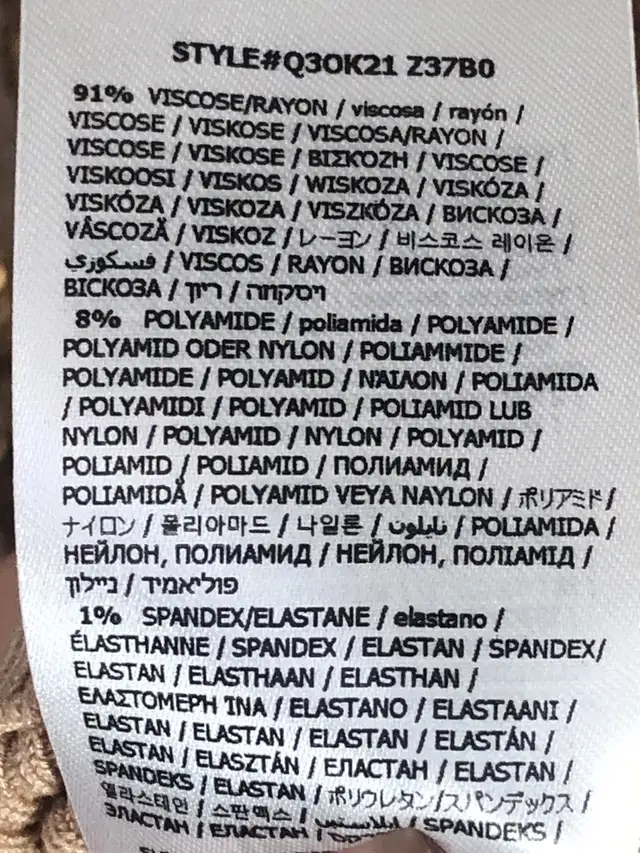 STYLE#Q3OK21 Z37B0
91% VISCOSE/RAYON / viscosa / rayón /
VISCOSE / VISKOSE / VISCOSA/RAYON /
VISCOSE / VISKOSE / ΒΙΣΚΌΖΗ / VISCOSE /
VISKOOSI / VISKOS / WISKOZA / VISKÓZA /
VISKÓZA / VISKOZA / VISZKÓZA / ВИСКОЗА /
VÂSCOZĂ / VISKOZ / レーヨン / 비스코스 레이온 /
فسكوزي / VISCOS / RAYON / ВИСКОЗА /
ВІСКОЗА / ריון / ויסקוזה
8% POLYAMIDE / poliamida / POLYAMIDE /
POLYAMID ODER NYLON / POLIAMMIDE /
POLYAMIDE / POLYAMID / ΝΆΙΛΟΝ / POLIAMIDA
/ POLYAMIDI / POLYAMID / POLIAMID LUB
NYLON / POLYAMID / NYLON / POLYAMID /
POLIAMID / POLIAMID / ПОЛИАМИД /
POLIAMIDĂ / POLYAMID VEYA NAYLON / ポリアミド/
ナイロン / 폴리아마드 / 나일론 / نايلون / POLIAMIDA /
НЕЙЛОН, ПОЛИАМИД / НЕЙЛОН, ПОЛІАМІД /
פוליאמיד / ניילון
1% SPANDEX/ELASTANE / elastano /
ÉLASTHANNE / SPANDEX / ELASTAN / SPANDEX/
ELASTAN / ELASTHAAN / ELASTHAN /
ΕΛΑΣΤΟΜΕΡΉ ΊΝΑ / ELASTANO / ELASTAANI /
ELASTAN / ELASTAN / ELASTAN / ELASTÁN /
ELASTAN / ELASZTÁN / ЕЛАСТАН / ELASTAN /
SPANDEKS / ELASTAN / ポリウレタン/スパンデックス /
엘라스테인 / 스판덱스 / ايلاستين / SPANDEKS /
ЭЛАСТАН / ЕЛАСТАН /